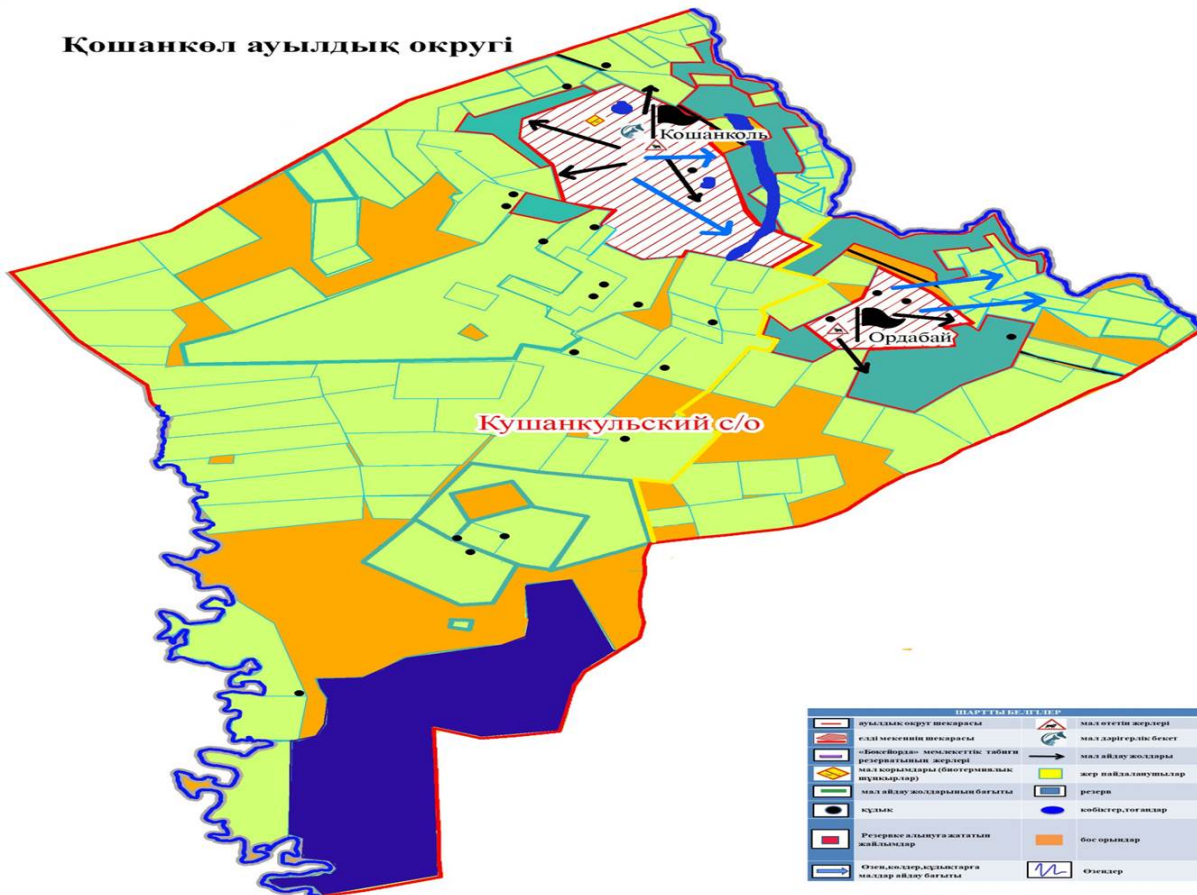 Қошанкөл ауылдық округі
Кошанколь
Ордабай
Кушанкульский с/о
ШАРТТЫ БЕЛГІЛЕР
ауылдық округ шекарасы
мал өтетін жерлері
елді мекеннің шекарасы
мал дәрігерлік бекет
«Бөкейорда» мемлекеттік табиғи
резерватының жерлері
мал айдау жолдары
мал қорымдары (биотермиялық
шұңқырлар)
жер пайдаланушылар
мал айдау жолдарының бағыты
резерв
құдық
көбіктер,тоғандар
Резервке алынуға жататын
жайылымдар
бос орындар
Өзен,көлдер,құдықтарға
малдар айдау бағыты
Өзендер